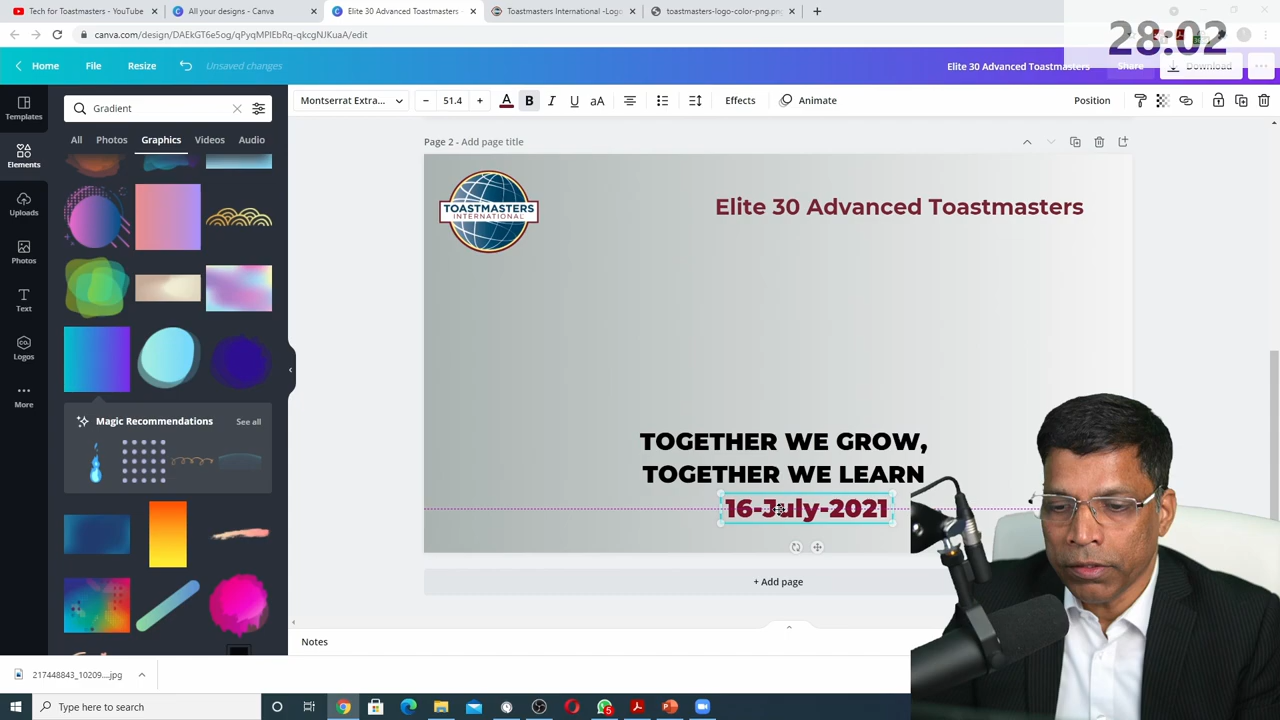 Tech for Toastmasters - YouTube
All your designs - Canva
Elite 30 Advanced Toastmasters -
Toastmasters International -Logo
toastmasters-logo-color-png.png
28:02
canva.com/design/DAEkGT6e5og/qPyqMPIEbRq-qkcgNJKuaA/edit
Home
File
Resize
Unsaved changes
Elite 30 Advanced Toastmasters
Share
Download
Templates
Elements
Uploads
Photos
Text
Logos
More
Gradient
All
Photos
Graphics
Videos
Audio
Magic Recommendations
See all
Montserrat Extra...
51.4
A
B
I
U
aA
Effects
Animate
Position
Page 2 - Add page title
TOASTMASTERS
INTERNATIONAL
Elite 30 Advanced Toastmasters
TOGETHER WE GROW,
TOGETHER WE LEARN
16-July-2021
+ Add page
Notes
217448843_10209....jpg
Type here to search